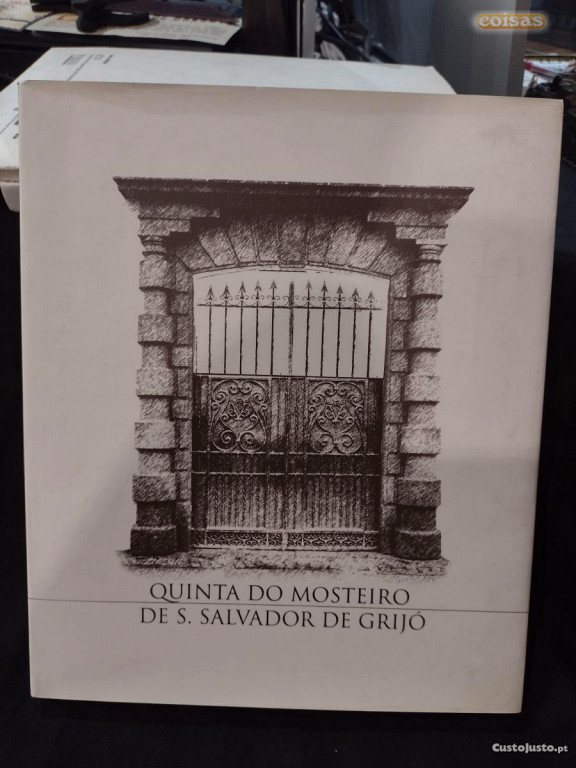 coisas
QUINTA DO MOSTEIRO
DE S. SALVADOR DE GRIJÓ
CustoJusto.pt